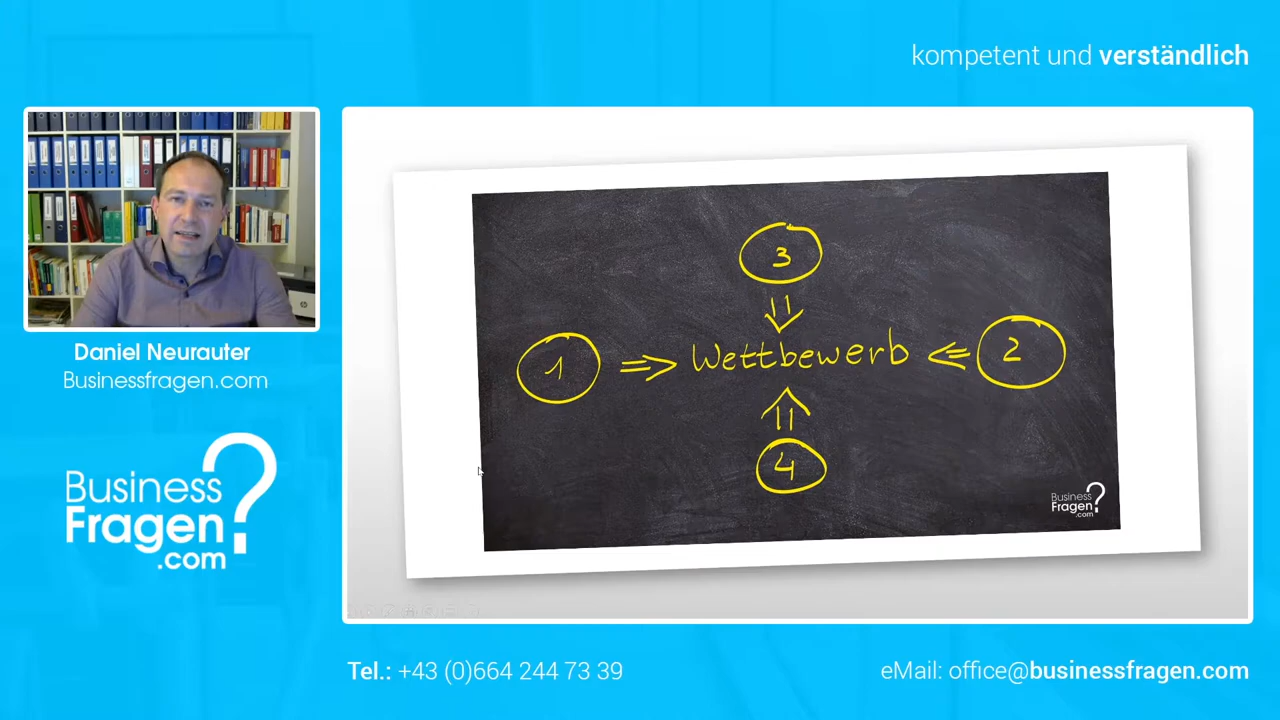 kompetent und verständlich
Daniel Neurauter
Businessfragen.com
Business
Fragen?
.com
3
1 => Wettbewerb <= 2
4
Business
Fragen?
.com
Tel.: +43 (0)664 244 73 39
eMail: office@businessfragen.com